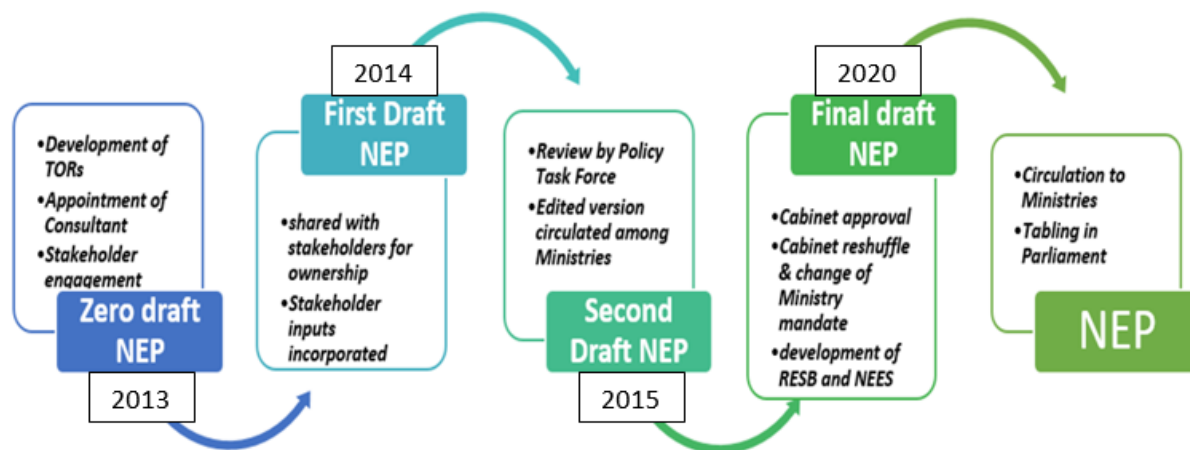 •Development of
TORs
•Appointment of
Consultant
•Stakeholder
engagement
Zero draft
NEP
2013
2014
First Draft
NEP
•shared with
stakeholders for
ownership
•Stakeholder
inputs
incorporated
•Review by Policy
Task Force
•Edited version
circulated among
Ministries
Second
Draft NEP
2015
2020
Final draft
NEP
•Cabinet approval
•Cabinet reshuffle
& change of
Ministry
mandate
•development of
RESB and NEES
•Circulation to
Ministries
•Tabling in
Parliament
NEP